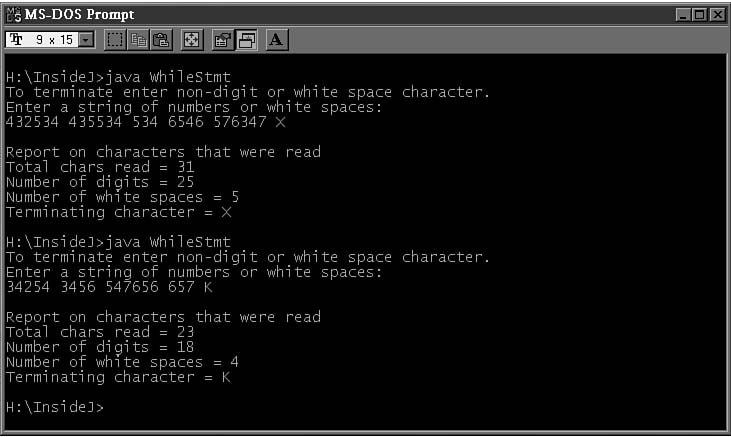 MS-DOS Prompt
9 x 15 A
H:\InsideJ>java WhileStmt
To terminate enter non-digit or white space character.
Enter a string of numbers or white spaces:
432534 435534 534 6546 576347 X
Report on characters that were read
Total chars read = 31
Number of digits = 25
Number of white spaces = 5
Terminating character = X
H:\InsideJ>java WhileStmt
To terminate enter non-digit or white space character.
Enter a string of numbers or white spaces:
34254 3456 547656 657 K
Report on characters that were read
Total chars read = 23
Number of digits = 18
Number of white spaces = 4
Terminating character = K
H:\InsideJ>